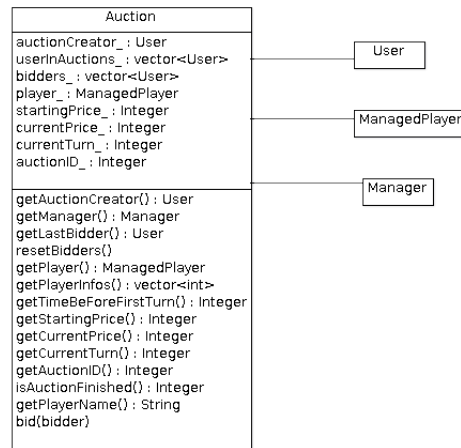 Auction
auctionCreator_ : User
userInAuctions_ : vector<User>
bidders_ : vector<User>
player_ : ManagedPlayer
startingPrice_ : Integer
currentPrice_ : Integer
currentTurn_ : Integer
auctionID_ : Integer
getAuctionCreator() : User
getManager() : Manager
getLastBidder() : User
resetBidders()
getPlayer() : ManagedPlayer
getPlayerInfos() : vector<int>
getTimeBeForeFirstTurn() : Integer
getStartingPrice() : Integer
getCurrentPrice() : Integer
getCurrentTurn() : Integer
getAuctionID() : Integer
isAuctionFinished() : Integer
getPlayerName() : String
bid(bidder)
User
ManagedPlayer
Manager